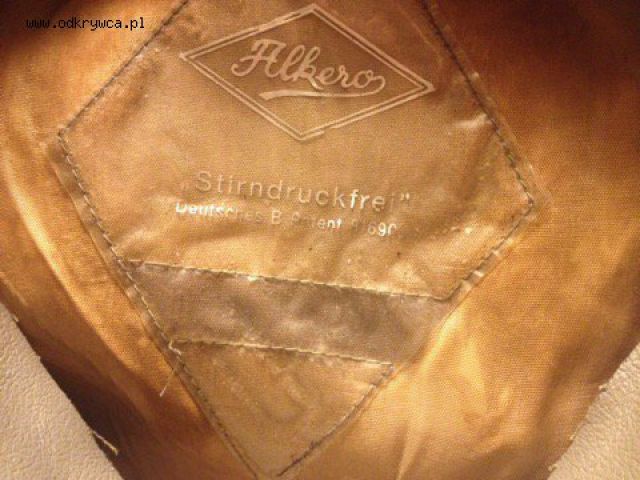 www.odkrywca.pl
Alkero
„Stirndruckfrei"
Deutsches B. Patent